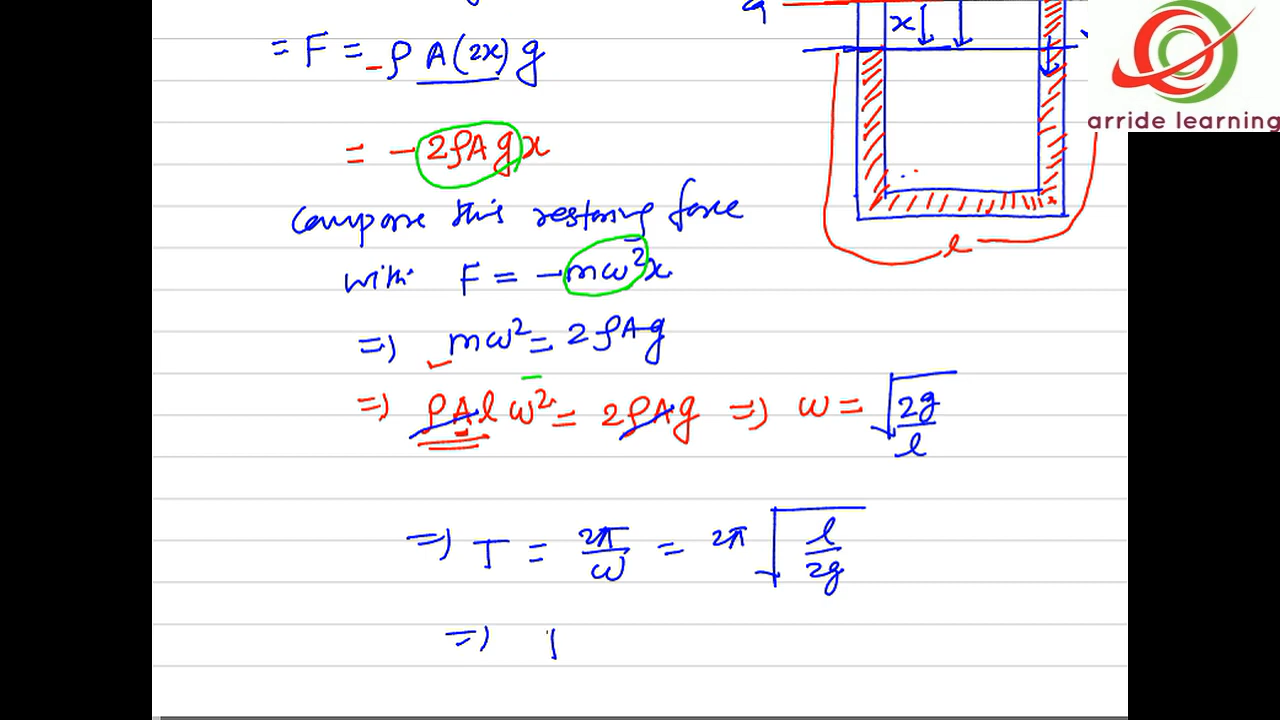 = F = -ρ A(2x) g
= - 2ρAg x
x
arride learning
compare this restoring force
l
with F = -mω²x
=) mω² = 2ρAg
=) ρAl ω² = 2ρAg =) ω = √(2g/l)
=) T = 2π/ω = 2π √(l/2g)
=)